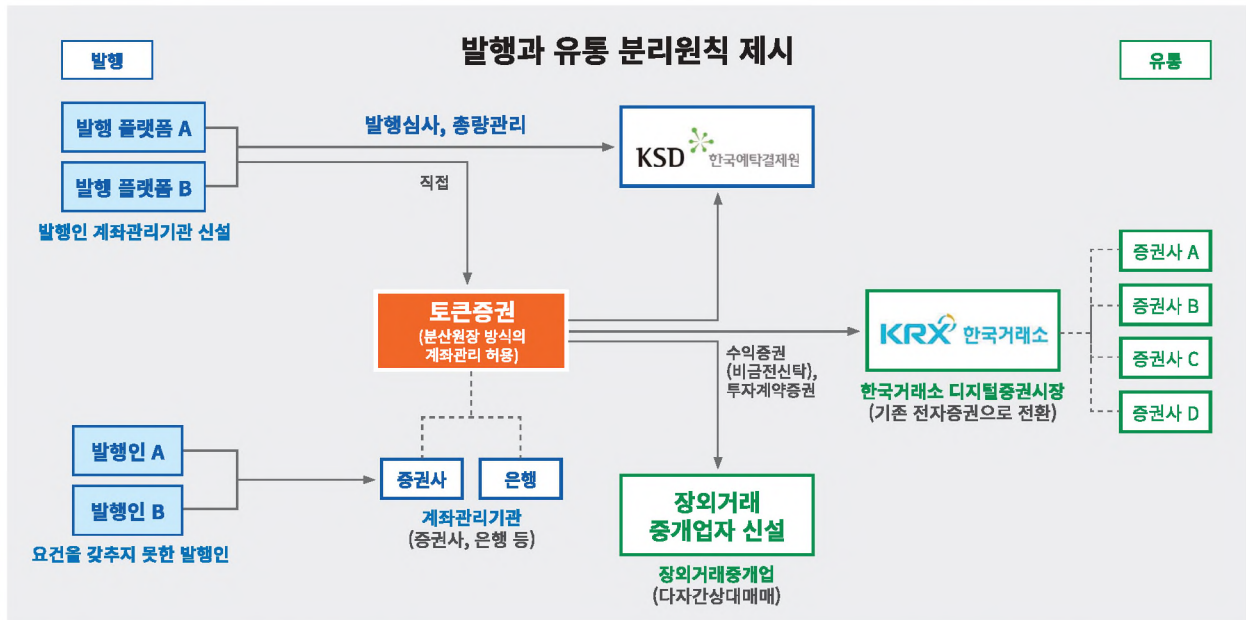 발행과 유통 분리원칙 제시
발행
유통
발행 플랫폼 A
발행 플랫폼 B
발행인 계좌관리기관 신설
발행심사, 총량관리
직접
KSD 한국예탁결제원
토큰증권
(분산원장 방식의
계좌관리 허용)
수익증권
(비금전신탁),
투자계약증권
KRX 한국거래소
한국거래소 디지털증권시장
(기존 전자증권으로 전환)
증권사 A
증권사 B
증권사 C
증권사 D
발행인 A
발행인 B
요건을 갖추지 못한 발행인
증권사
은행
계좌관리기관
(증권사, 은행 등)
장외거래
중개업자 신설
장외거래중개업
(다자간상대매매)